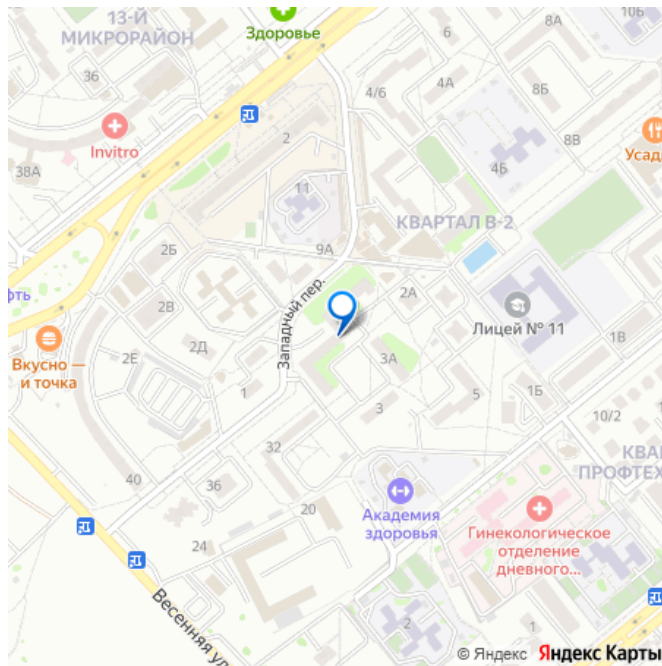 13-Й
МИКРОРАЙОН
Здоровье
6
8А
10Б
36
4/6
4А
8Б
Invitro
2
8В
38А
4Б
Усад
11
КВАРТАЛ В-2
2Б
9А
фть
2В
Западный пер.
2А
Лицей № 11
Вкусно —
и точка
2Е
2Д
3А
1В
1
3
5
1Б
10/2
32
КВА
ПРОФТЕХ
40
36
20
Академия
здоровья
Гинекологическое
отделение
дневного...
24
Весенняя ул
2
1
© Яндекс Яндекс Карты